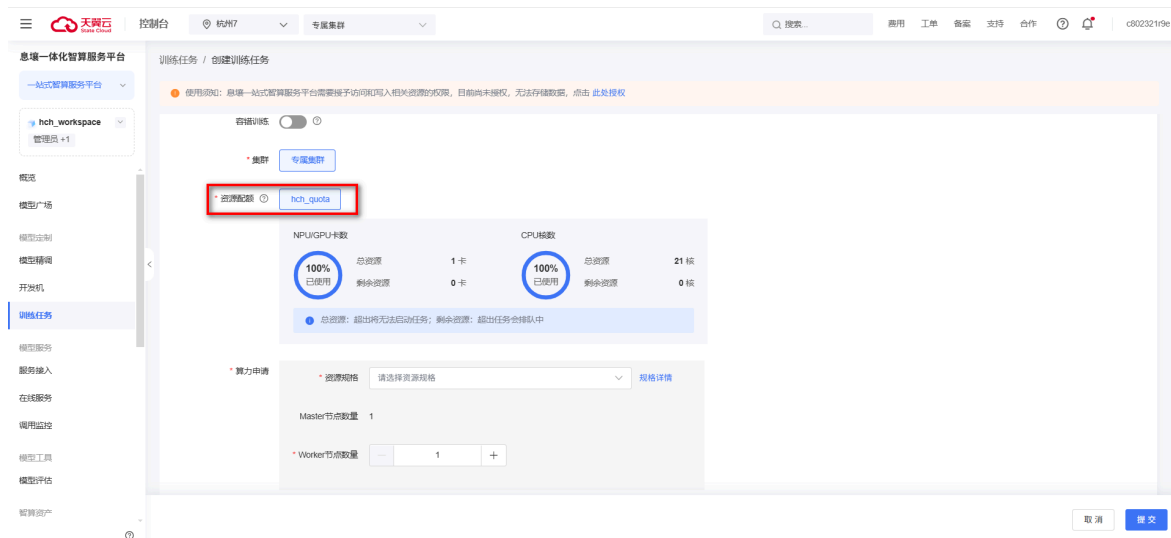 天翼云 State Cloud 控制台 杭州7 专属集群 搜索... 费用 工单 备案 支持 合作 c802321r9e
息壤一体化智算服务平台
一站式智算服务平台
hch_workspace
管理员 +1
概览
模型广场
模型定制
模型精调
开发机
训练任务
模型服务
服务接入
在线服务
调用监控
模型工具
模型评估
智算资产
训练任务 / 创建训练任务
使用须知：息壤一站式智算服务平台需要授予访问和写入相关资源的权限，目前尚未授权，无法存储数据，点击 此处授权
容错训练
* 集群 专属集群
* 资源配额 hch_quota
NPU/GPU卡数 CPU核数
100% 已使用 总资源 1 卡 剩余资源 0 卡
100% 已使用 总资源 21 核 剩余资源 0 核
总资源：超出将无法启动任务；剩余资源：超出任务会排队中
* 算力申请
* 资源规格 请选择资源规格 规格详情
Master节点数量 1
* Worker节点数量 — 1 +
取 消 提 交